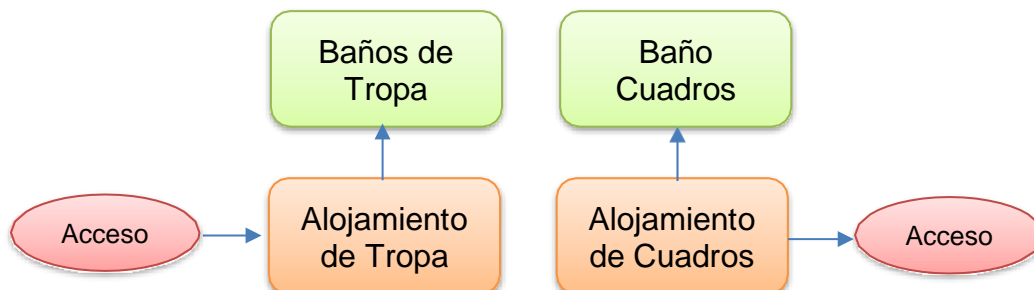 Baños de
Tropa
Baño
Cuadros
Acceso
Alojamiento
de Tropa
Alojamiento
de Cuadros
Acceso